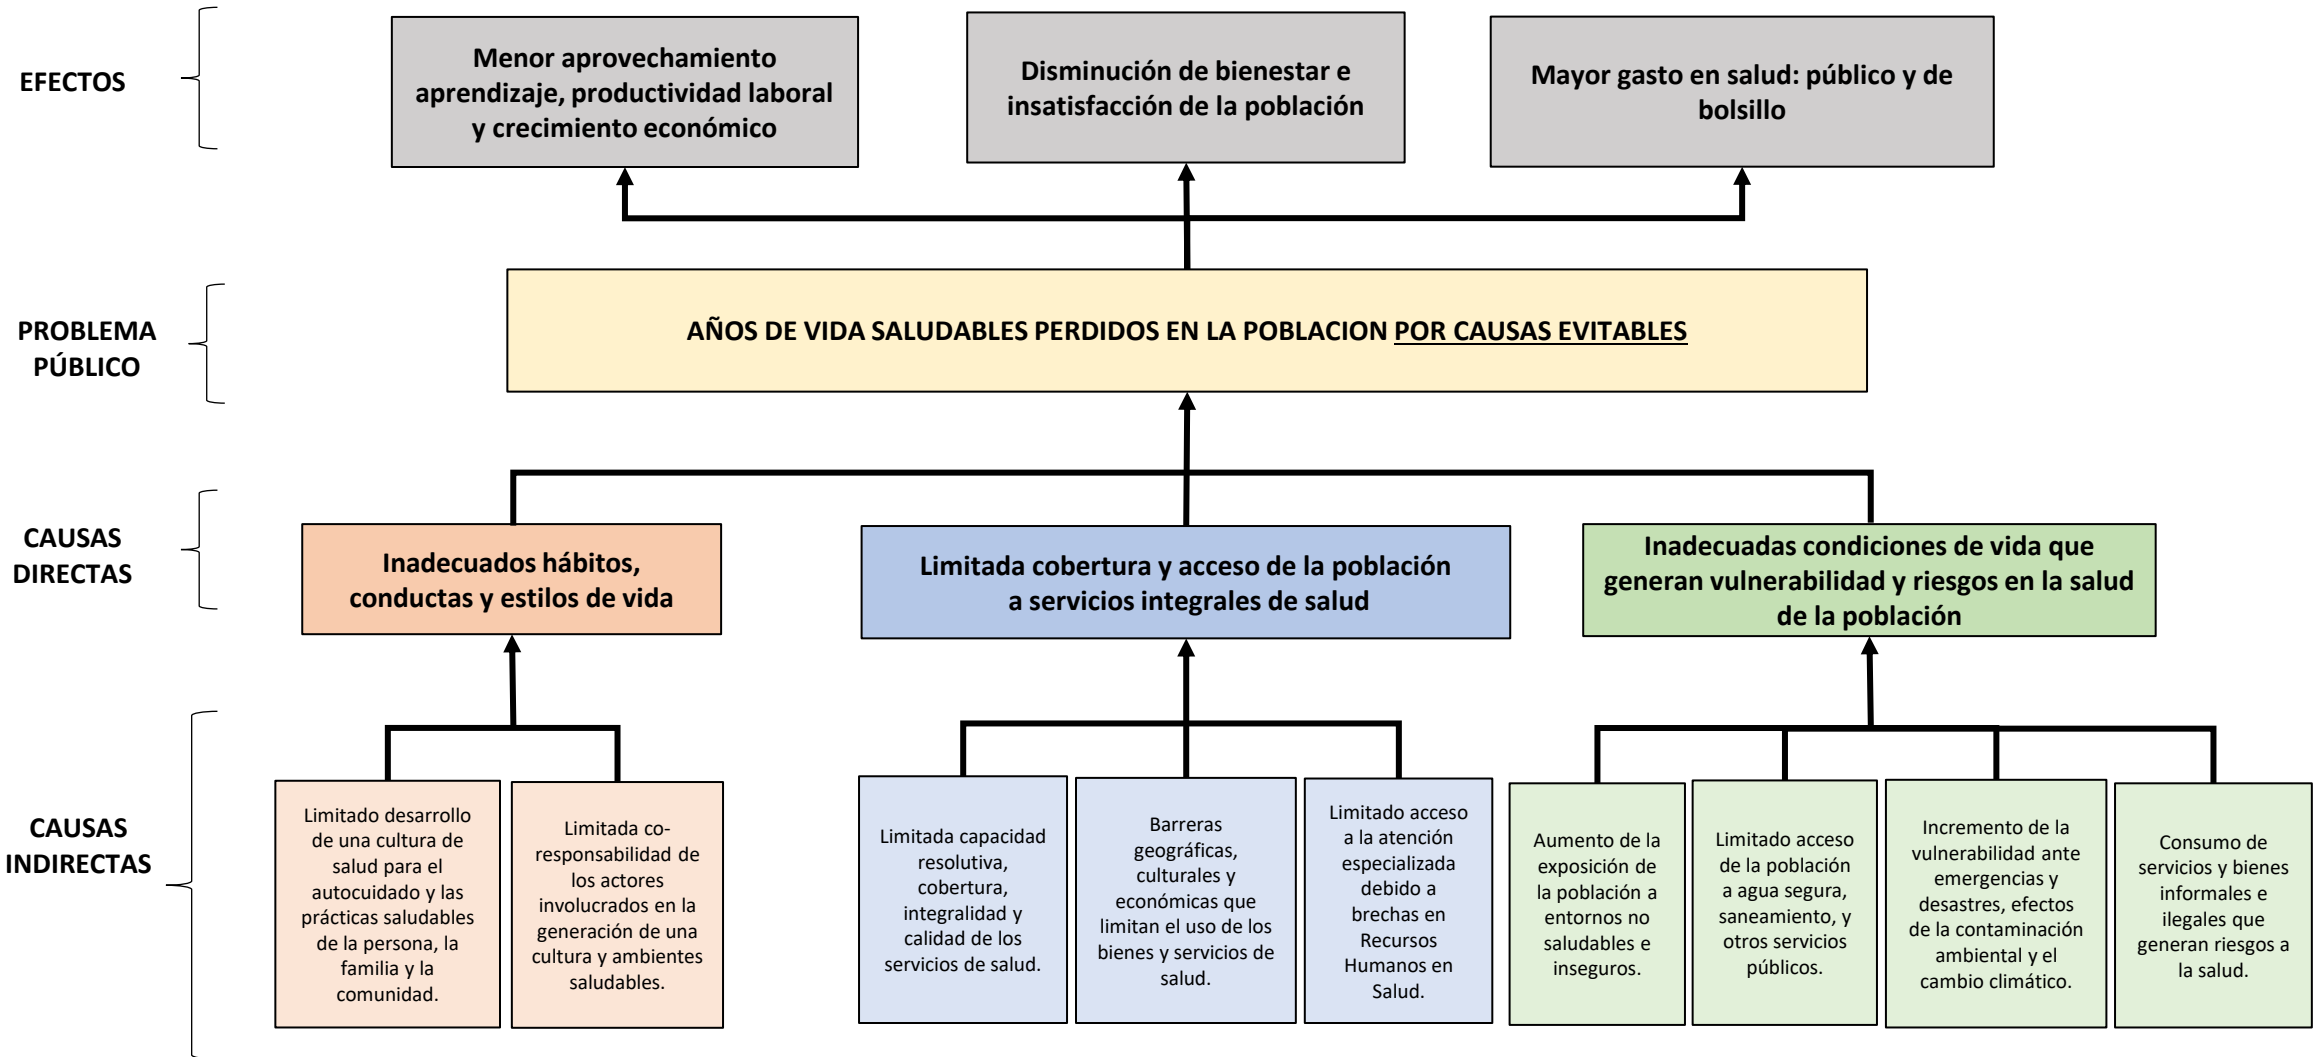 EFECTOS
Menor aprovechamiento
aprendizaje, productividad laboral
y crecimiento económico
Disminución de bienestar e
insatisfacción de la población
Mayor gasto en salud: público y de
bolsillo
PROBLEMA
PÚBLICO
AÑOS DE VIDA SALUDABLES PERDIDOS EN LA POBLACION POR CAUSAS EVITABLES
CAUSAS
DIRECTAS
Inadecuados hábitos,
conductas y estilos de vida
Limitada cobertura y acceso de la población
a servicios integrales de salud
Inadecuadas condiciones de vida que
generan vulnerabilidad y riesgos en la salud
de la población
CAUSAS
INDIRECTAS
Limitado desarrollo
de una cultura de
salud para el
autocuidado y las
prácticas saludables
de la persona, la
familia y la
comunidad.
Limitada co-
responsabilidad de
los actores
involucrados en la
generación de una
cultura y ambientes
saludables.
Limitada capacidad
resolutiva,
cobertura,
integralidad y
calidad de los
servicios de salud.
Barreras
geográficas,
culturales y
económicas que
limitan el uso de los
bienes y servicios de
salud.
Limitado acceso
a la atención
especializada
debido a
brechas en
Recursos
Humanos en
Salud.
Aumento de la
exposición de
la población a
entornos no
saludables e
inseguros.
Limitado acceso
de la población
a agua segura,
saneamiento, y
otros servicios
públicos.
Incremento de la
vulnerabilidad ante
emergencias y
desastres, efectos
de la contaminación
ambiental y el
cambio climático.
Consumo de
servicios y bienes
informales e
ilegales que
generan riesgos a
la salud.